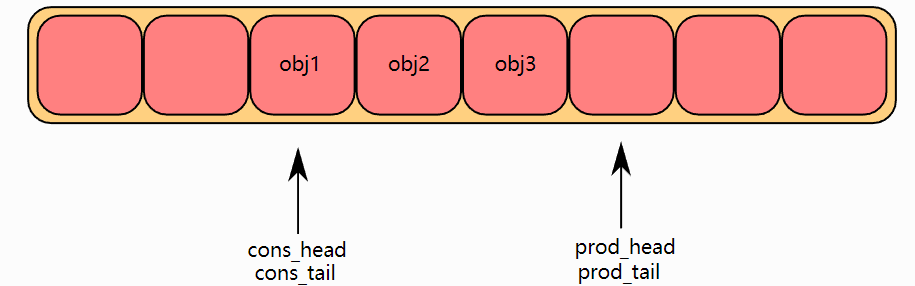 obj1 obj2 obj3
cons_head
cons_tail
prod_head
prod_tail